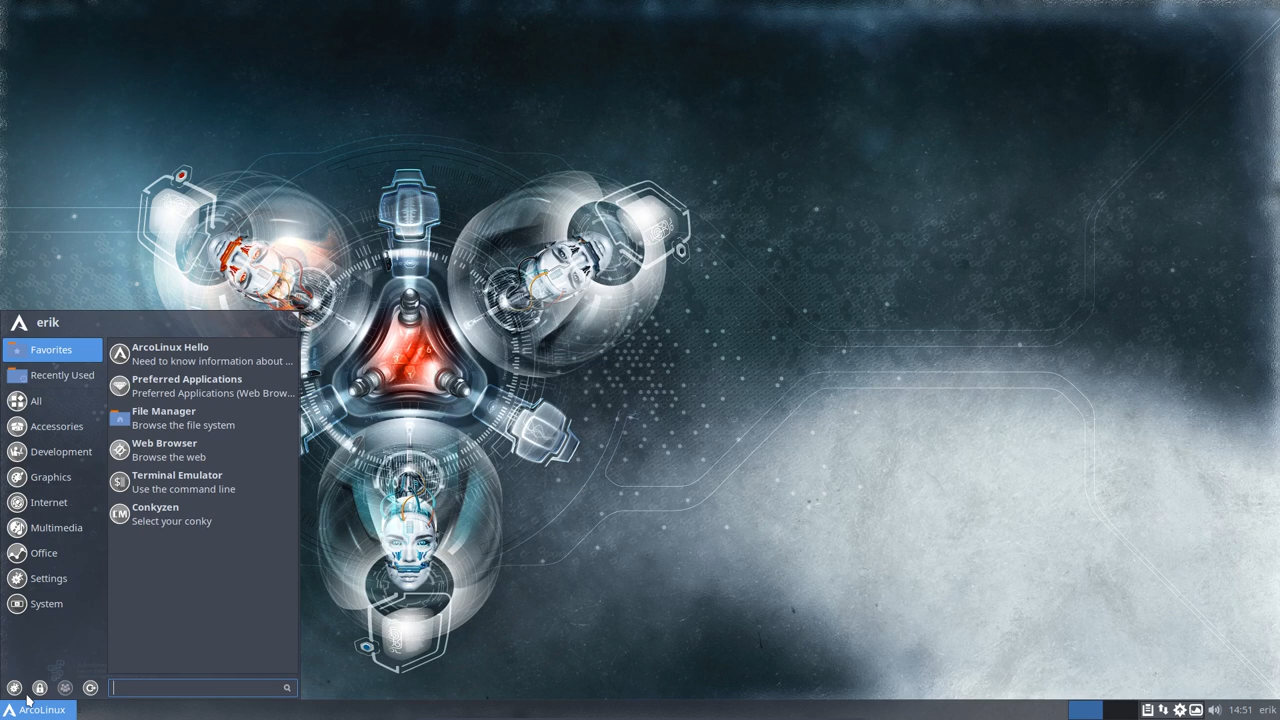 erik
Favorites
Recently Used
All
Accessories
Development
Graphics
Internet
Multimedia
Office
Settings
System
ArcoLinux Hello
Need to know information about ...
Preferred Applications
Preferred Applications (Web Brow...
File Manager
Browse the file system
Web Browser
Browse the web
Terminal Emulator
Use the command line
Conkyzen
Select your conky
ArcoLinux
14:51
erik